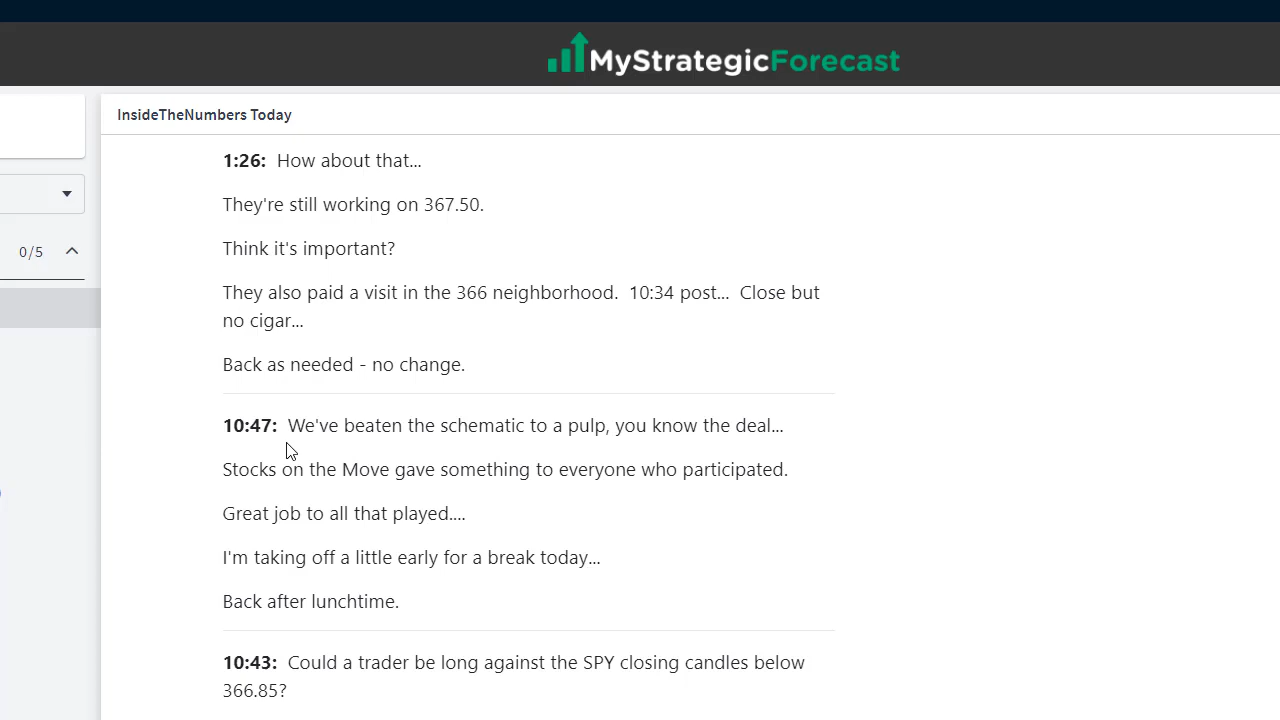 MyStrategicForecast
InsideTheNumbers Today
0/5
1:26: How about that...
They're still working on 367.50.
Think it's important?
They also paid a visit in the 366 neighborhood. 10:34 post... Close but
no cigar...
Back as needed - no change.
10:47: We've beaten the schematic to a pulp, you know the deal...
Stocks on the Move gave something to everyone who participated.
Great job to all that played....
I'm taking off a little early for a break today...
Back after lunchtime.
10:43: Could a trader be long against the SPY closing candles below
366.85?